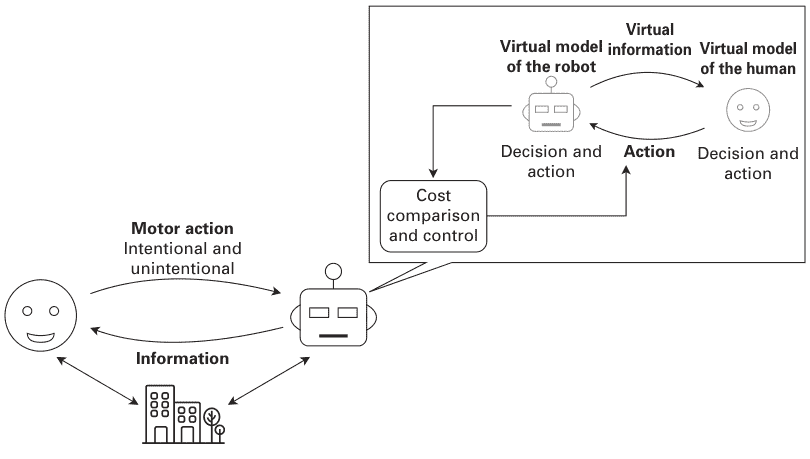 Virtual
information
Virtual model
of the robot
Virtual model
of the human
Decision and
action
Action
Decision and
action
Cost
comparison
and control
Motor action
Intentional and
unintentional
Information